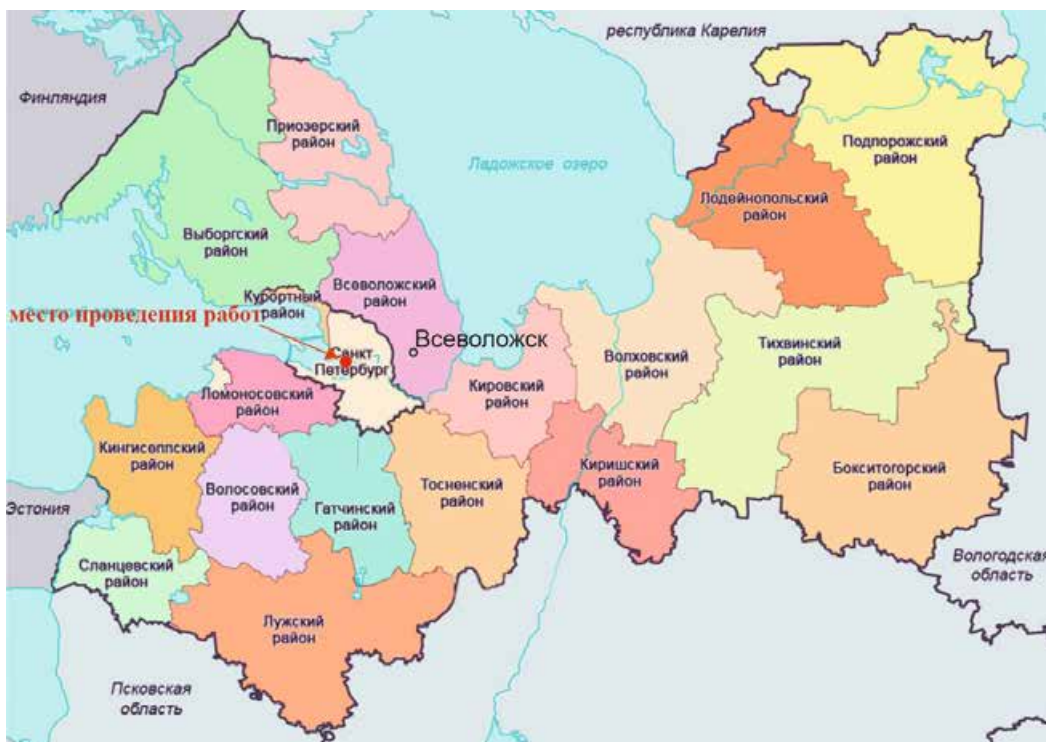 республика Карелия
Финляндия
Приозерский
район
Подпорожский
район
Ладожское озеро
Лодейнопольский
район
Выборгский
район
Всеволожский
район
Курортный
район
место проведения работ
Всеволожск
Санкт
Петербург
Волховский
район
Тихвинский
район
Кировский
район
Ломоносовский
район
Кингисеппский
район
Бокситогорский
район
Киришский
район
Тосненский
район
Волосовский
район
Гатчинский
район
Эстония
Сланцевский
район
Вологодская
область
Лужский
район
Псковская
область